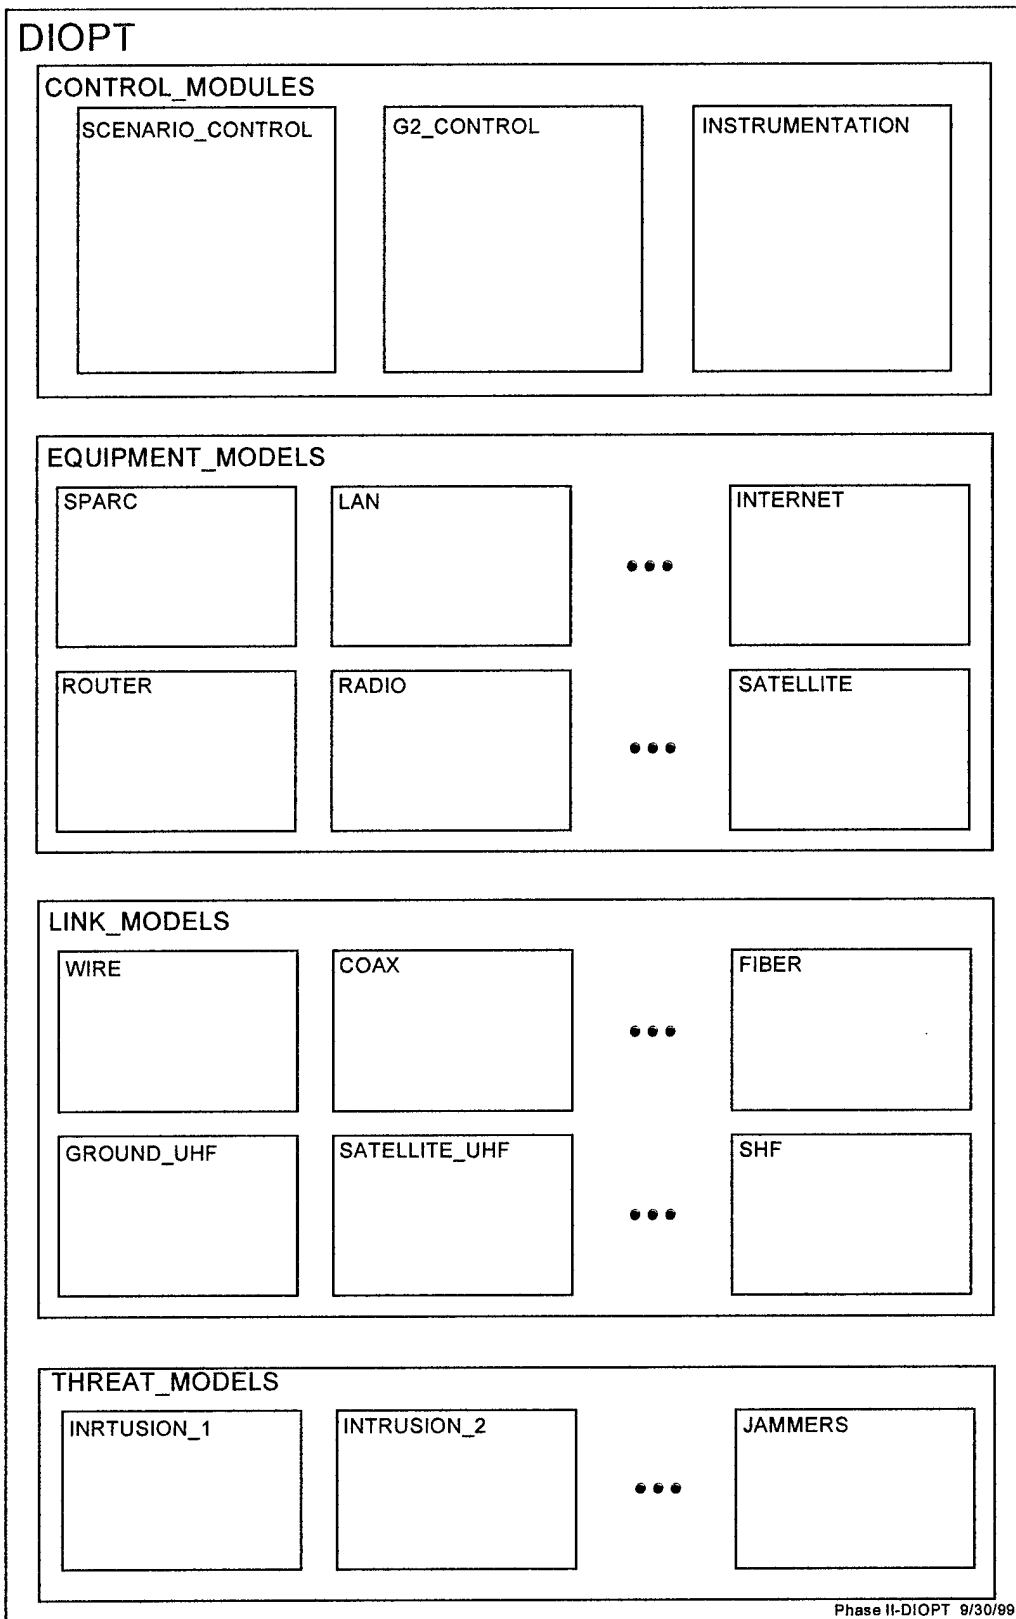 DIOPT
CONTROL_MODULES
SCENARIO_CONTROL
G2_CONTROL
INSTRUMENTATION
EQUIPMENT_MODELS
SPARC
LAN
INTERNET
ROUTER
RADIO
SATELLITE
LINK_MODELS
WIRE
COAX
FIBER
GROUND_UHF
SATELLITE_UHF
SHF
THREAT_MODELS
INRTUSION_1
INTRUSION_2
JAMMERS
Phase II-DIOPT 9/30/99